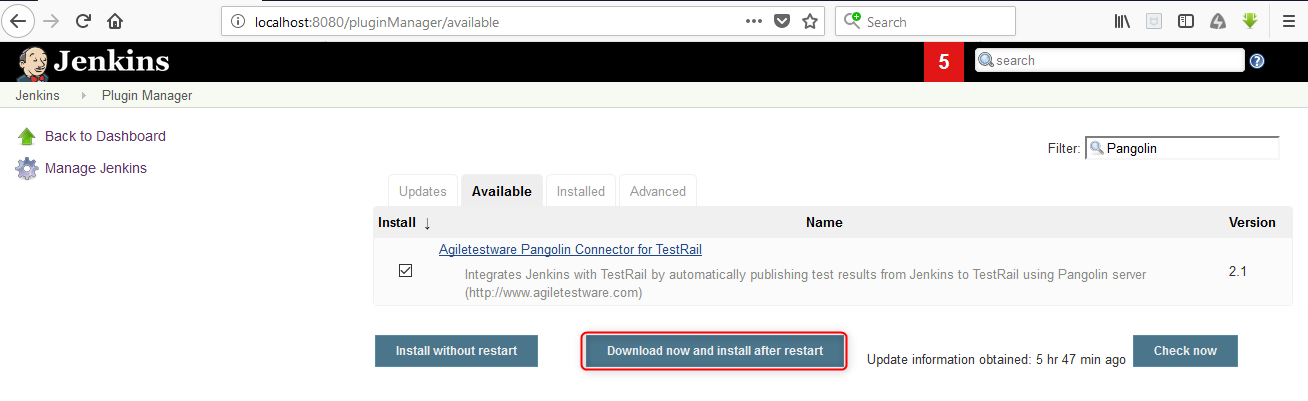 localhost:8080/pluginManager/available
Search
Jenkins
5
search
Jenkins
Plugin Manager
Back to Dashboard
Manage Jenkins
Filter: Pangolin
Updates
Available
Installed
Advanced
Install ↓
Name
Version
Agiletestware Pangolin Connector for TestRail
Integrates Jenkins with TestRail by automatically publishing test results from Jenkins to TestRail using Pangolin server
(http://www.agiletestware.com)
2.1
Install without restart
Download now and install after restart
Update information obtained: 5 hr 47 min ago
Check now